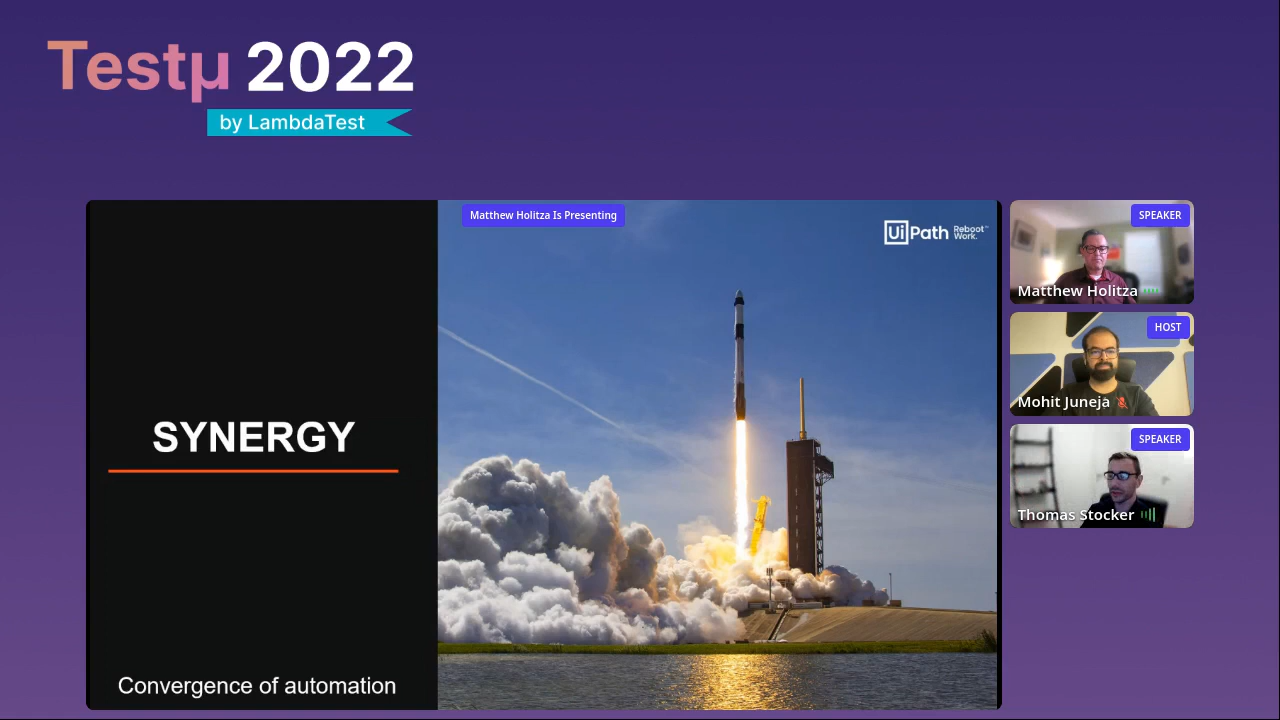 Testμ 2022
by LambdaTest
Matthew Holitza Is Presenting
UiPath Reboot Work.™
SYNERGY
Convergence of automation
SPEAKER
Matthew Holitza
HOST
Mohit Juneja
SPEAKER
Thomas Stocker